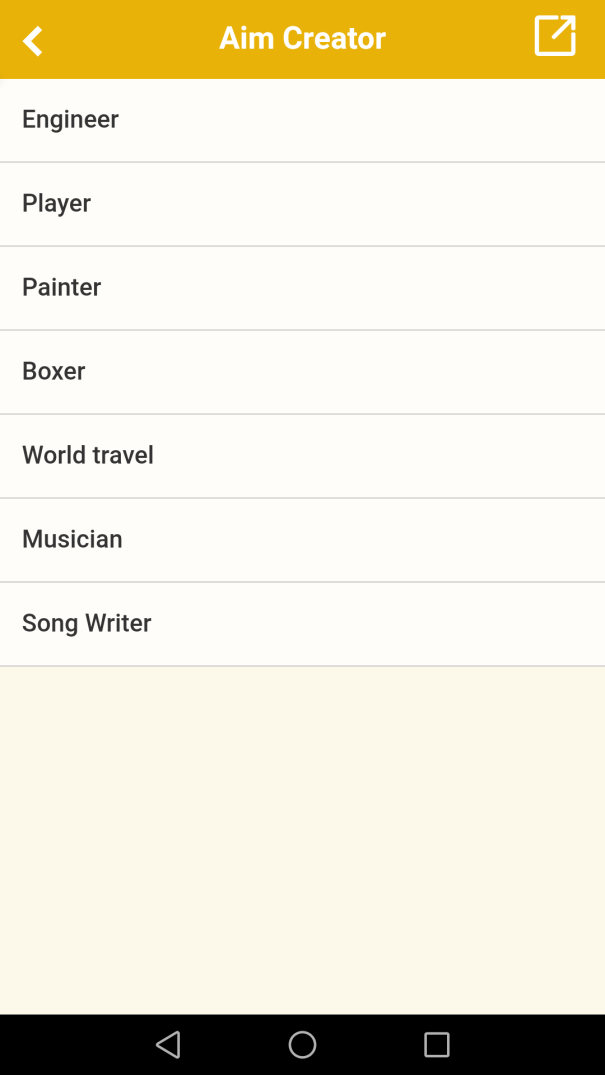 Aim Creator
Engineer
Player
Painter
Boxer
World travel
Musician
Song Writer